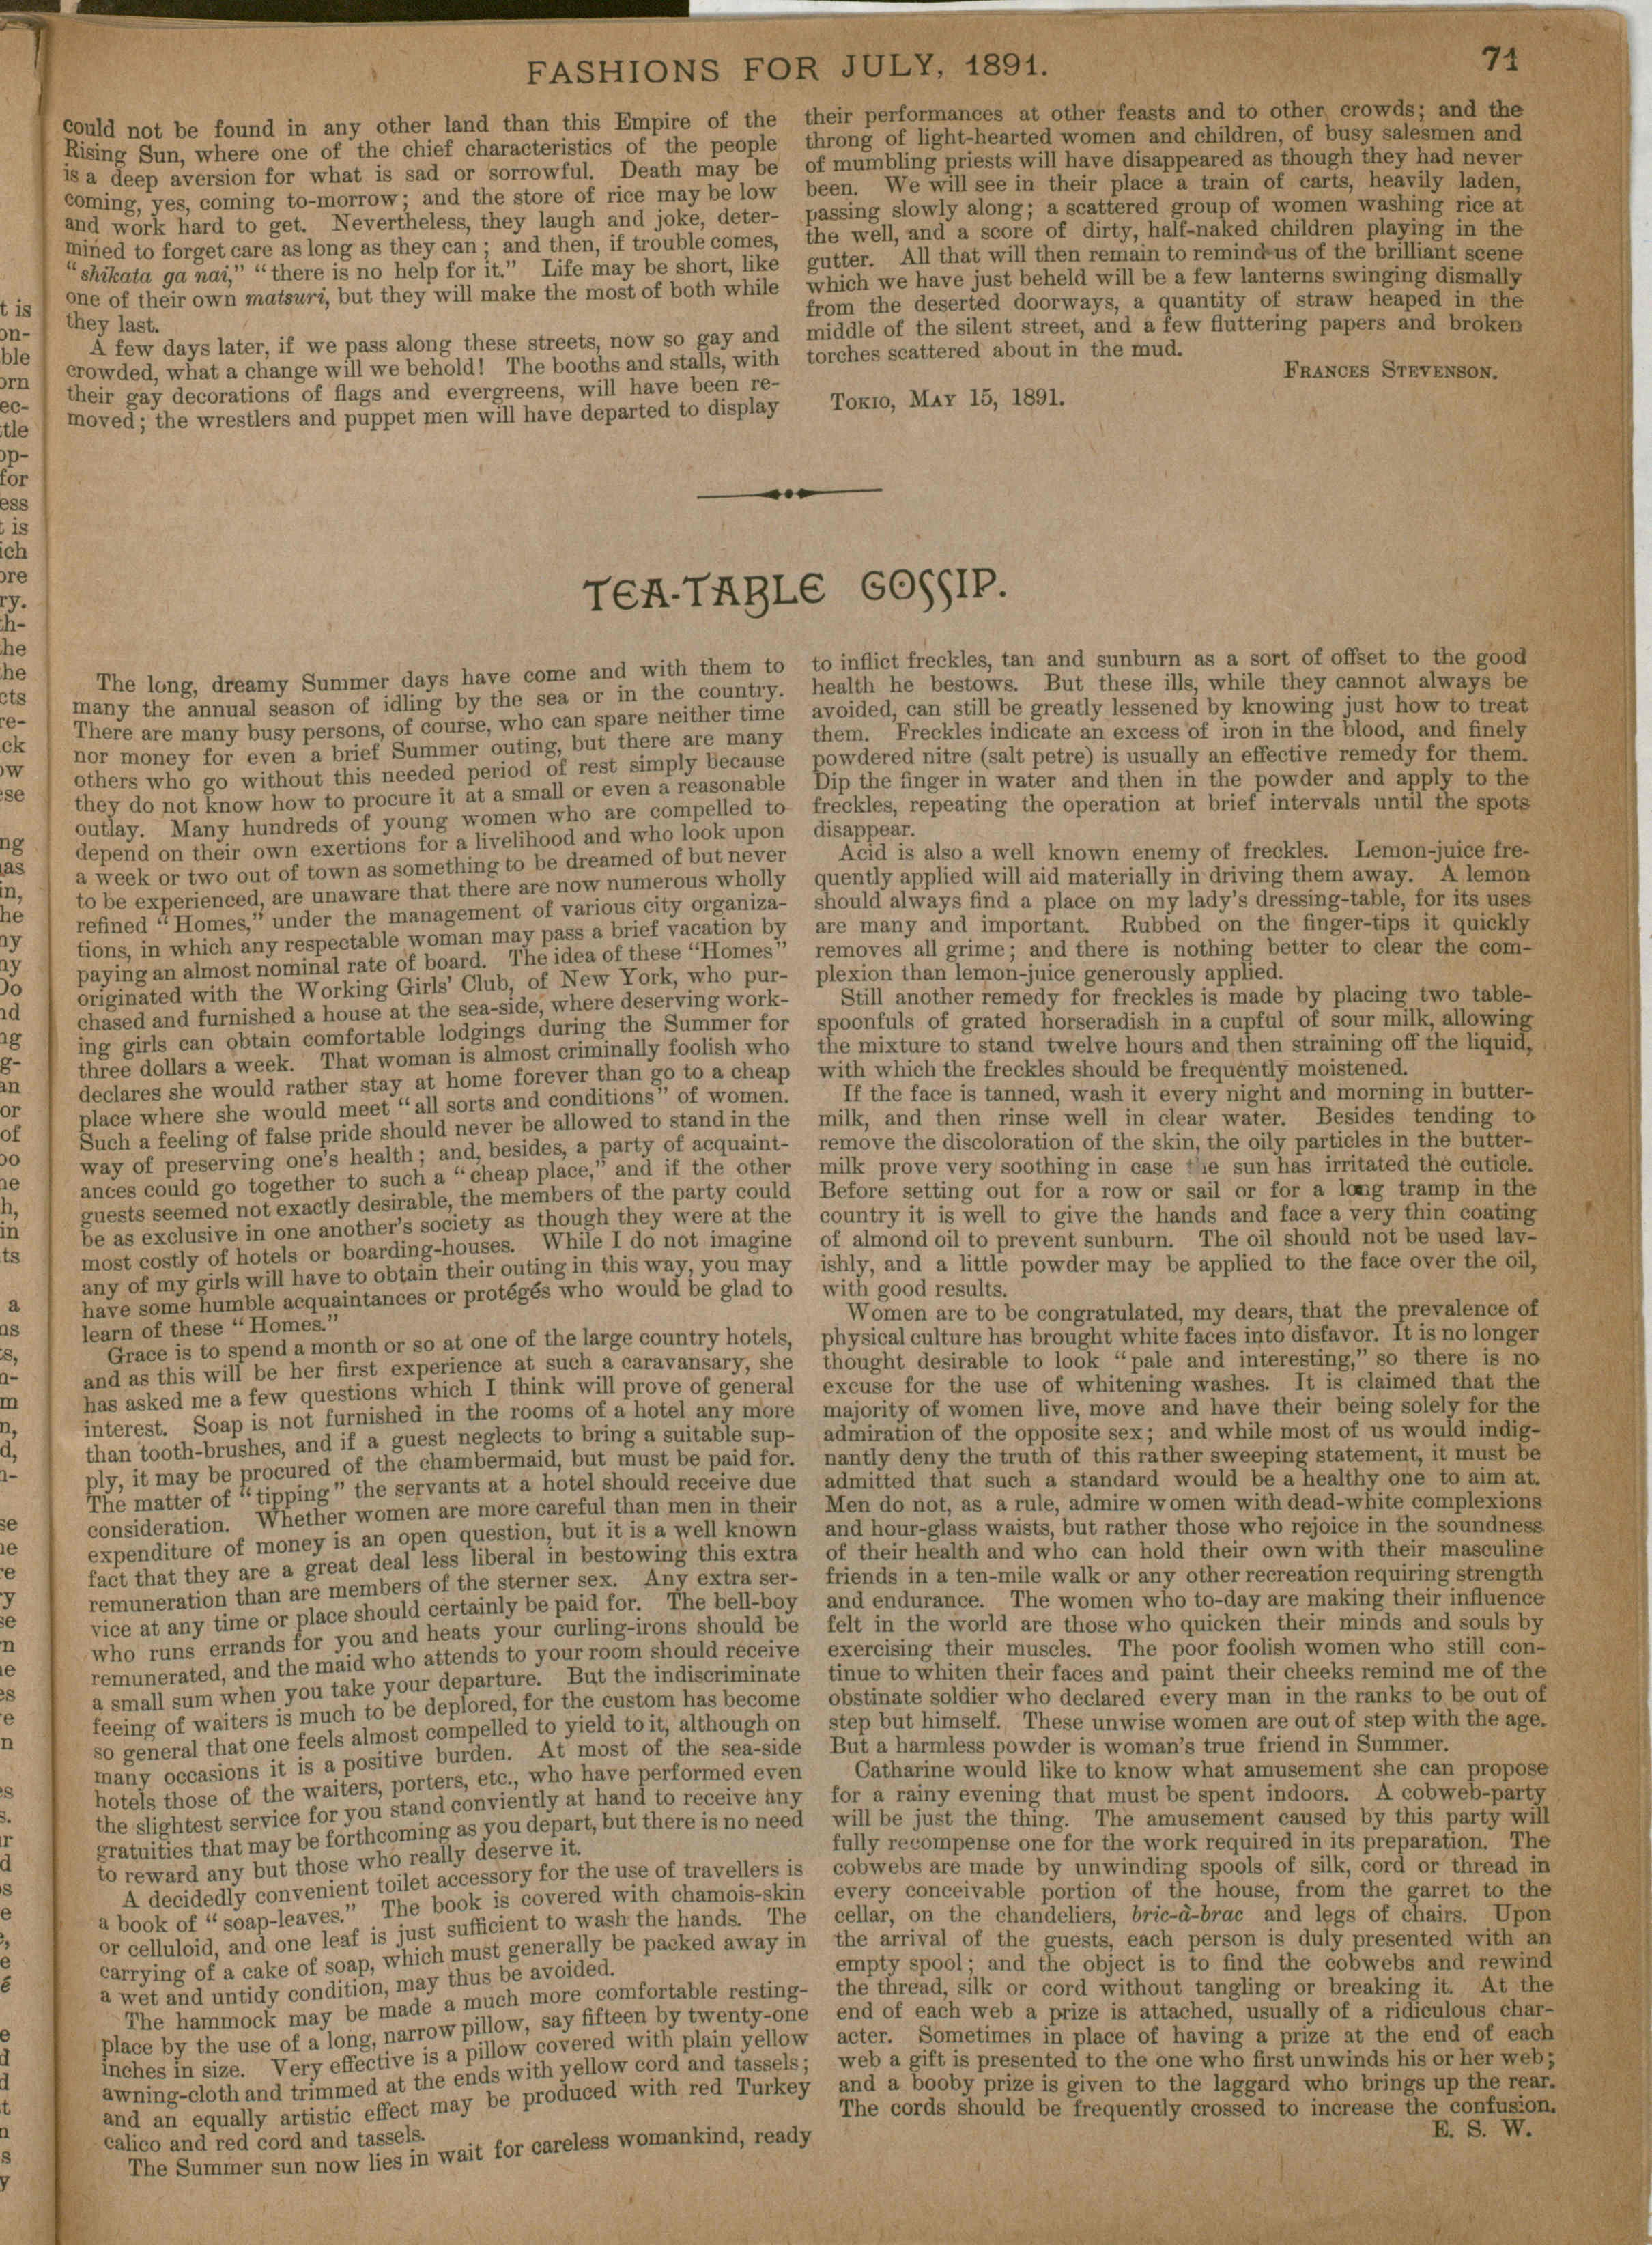 FASHIONS FOR JULY, 1891.
71
could not be found in any other land than this Empire of the
Rising Sun, where one of the chief characteristics of the people
is a deep aversion for what is sad or sorrowful. Death may be
coming, yes, coming to-morrow; and the store of rice may be low
and work hard to get. Nevertheless, they laugh and joke, deter-
mined to forget care as long as they can; and then, if trouble comes,
"shikata ga nai," "there is no help for it." Life may be short, like
one of their own matsuri, but they will make the most of both while
they last.
A few days later, if we pass along these streets, now so gay and
crowded, what a change will we behold! The booths and stalls, with
their gay decorations of flags and evergreens, will have been re-
moved; the wrestlers and puppet men will have departed to display
their performances at other feasts and to other crowds; and the
throng of light-hearted women and children, of busy salesmen and
of mumbling priests will have disappeared as though they had never
been. We will see in their place a train of carts, heavily laden,
passing slowly along; a scattered group of women washing rice at
the well, and a score of dirty, half-naked children playing in the
gutter. All that will then remain to remind us of the brilliant scene
which we have just beheld will be a few lanterns swinging dismally
from the deserted doorways, a quantity of straw heaped in the
middle of the silent street, and a few fluttering papers and broken
torches scattered about in the mud.
FRANCES STEVENSON.
TOKIO, MAY 15, 1891.
TEA-TABLE GOSSIP.
The long, dreamy Summer days have come and with them to
many the annual season of idling by the sea or in the country.
There are many busy persons, of course, who can spare neither time
nor money for even a brief Summer outing, but there are many
others who go without this needed period of rest simply because
they do not know how to procure it at a small or even a reasonable
outlay. Many hundreds of young women who are compelled to
depend on their own exertions for a livelihood and who look upon
a week or two out of town as something to be dreamed of but never
to be experienced, are unaware that there are now numerous wholly
refined "Homes," under the management of various city organiza-
tions, in which any respectable woman may pass a brief vacation by
paying an almost nominal rate of board. The idea of these "Homes"
originated with the Working Girls' Club, of New York, who pur-
chased and furnished a house at the sea-side, where deserving work-
ing girls can obtain comfortable lodgings during the Summer for
three dollars a week. That woman is almost criminally foolish who
declares she would rather stay at home forever than go to a cheap
place where she would meet "all sorts and conditions" of women.
Such a feeling of false pride should never be allowed to stand in the
way of preserving one's health; and, besides, a party of acquaint-
ances could go together to such a "cheap place," and if the other
guests seemed not exactly desirable, the members of the party could
be as exclusive in one another's society as though they were at the
most costly of hotels or boarding-houses. While I do not imagine
any of my girls will have to obtain their outing in this way, you may
have some humble acquaintances or protégés who would be glad to
learn of these "Homes."
Grace is to spend a month or so at one of the large country hotels,
and as this will be her first experience at such a caravansary, she
has asked me a few questions which I think will prove of general
interest. Soap is not furnished in the rooms of a hotel any more
than tooth-brushes, and if a guest neglects to bring a suitable sup-
ply, it may be procured of the chambermaid, but must be paid for.
The matter of "tipping" the servants at a hotel should receive due
consideration. Whether women are more careful than men in their
expenditure of money is an open question, but it is a well known
fact that they are a great deal less liberal in bestowing this extra
remuneration than are members of the sterner sex. Any extra ser-
vice at any time or place should certainly be paid for. The bell-boy
who runs errands for you and heats your curling-irons should be
remunerated, and the maid who attends to your room should receive
a small sum when you take your departure. But the indiscriminate
feeing of waiters is much to be deplored, for the custom has become
so general that one feels almost compelled to yield to it, although on
many occasions it is a positive burden. At most of the sea-side
hotels those of the waiters, porters, etc., who have performed even
the slightest service for you stand conviently at hand to receive any
gratuities that may be forthcoming as you depart, but there is no need
to reward any but those who really deserve it.
A decidedly convenient toilet accessory for the use of travellers is
a book of "soap-leaves." The book is covered with chamois-skin
or celluloid, and one leaf is just sufficient to wash the hands. The
carrying of a cake of soap, which must generally be packed away in
a wet and untidy condition, may thus be avoided.
The hammock may be made a much more comfortable resting-
place by the use of a long, narrow pillow, say fifteen by twenty-one
inches in size. Very effective is a pillow covered with plain yellow
awning-cloth and trimmed at the ends with yellow cord and tassels;
and an equally artistic effect may be produced with red Turkey
calico and red cord and tassels.
The Summer sun now lies in wait for careless womankind, ready
to inflict freckles, tan and sunburn as a sort of offset to the good
health he bestows. But these ills, while they cannot always be
avoided, can still be greatly lessened by knowing just how to treat
them. Freckles indicate an excess of iron in the blood, and finely
powdered nitre (salt petre) is usually an effective remedy for them.
Dip the finger in water and then in the powder and apply to the
freckles, repeating the operation at brief intervals until the spots
disappear.
Acid is also a well known enemy of freckles. Lemon-juice fre-
quently applied will aid materially in driving them away. A lemon
should always find a place on my lady's dressing-table, for its uses
are many and important. Rubbed on the finger-tips it quickly
removes all grime; and there is nothing better to clear the com-
plexion than lemon-juice generously applied.
Still another remedy for freckles is made by placing two table-
spoonfuls of grated horseradish in a cupful of sour milk, allowing
the mixture to stand twelve hours and then straining off the liquid,
with which the freckles should be frequently moistened.
If the face is tanned, wash it every night and morning in butter-
milk, and then rinse well in clear water. Besides tending to
remove the discoloration of the skin, the oily particles in the butter-
milk prove very soothing in case the sun has irritated the cuticle.
Before setting out for a row or sail or for a long tramp in the
country it is well to give the hands and face a very thin coating
of almond oil to prevent sunburn. The oil should not be used lav-
ishly, and a little powder may be applied to the face over the oil,
with good results.
Women are to be congratulated, my dears, that the prevalence of
physical culture has brought white faces into disfavor. It is no longer
thought desirable to look "pale and interesting," so there is no
excuse for the use of whitening washes. It is claimed that the
majority of women live, move and have their being solely for the
admiration of the opposite sex; and while most of us would indig-
nantly deny the truth of this rather sweeping statement, it must be
admitted that such a standard would be a healthy one to aim at.
Men do not, as a rule, admire women with dead-white complexions
and hour-glass waists, but rather those who rejoice in the soundness
of their health and who can hold their own with their masculine
friends in a ten-mile walk or any other recreation requiring strength
and endurance. The women who to-day are making their influence
felt in the world are those who quicken their minds and souls by
exercising their muscles. The poor foolish women who still con-
tinue to whiten their faces and paint their cheeks remind me of the
obstinate soldier who declared every man in the ranks to be out of
step but himself. These unwise women are out of step with the age.
But a harmless powder is woman's true friend in Summer.
Catharine would like to know what amusement she can propose
for a rainy evening that must be spent indoors. A cobweb-party
will be just the thing. The amusement caused by this party will
fully recompense one for the work required in its preparation. The
cobwebs are made by unwinding spools of silk, cord or thread in
every conceivable portion of the house, from the garret to the
cellar, on the chandeliers, bric-à-brac and legs of chairs. Upon
the arrival of the guests, each person is duly presented with an
empty spool; and the object is to find the cobwebs and rewind
the thread, silk or cord without tangling or breaking it. At the
end of each web a prize is attached, usually of a ridiculous char-
acter. Sometimes in place of having a prize at the end of each
web a gift is presented to the one who first unwinds his or her web;
and a booby prize is given to the laggard who brings up the rear.
The cords should be frequently crossed to increase the confusion.
E. S. W.